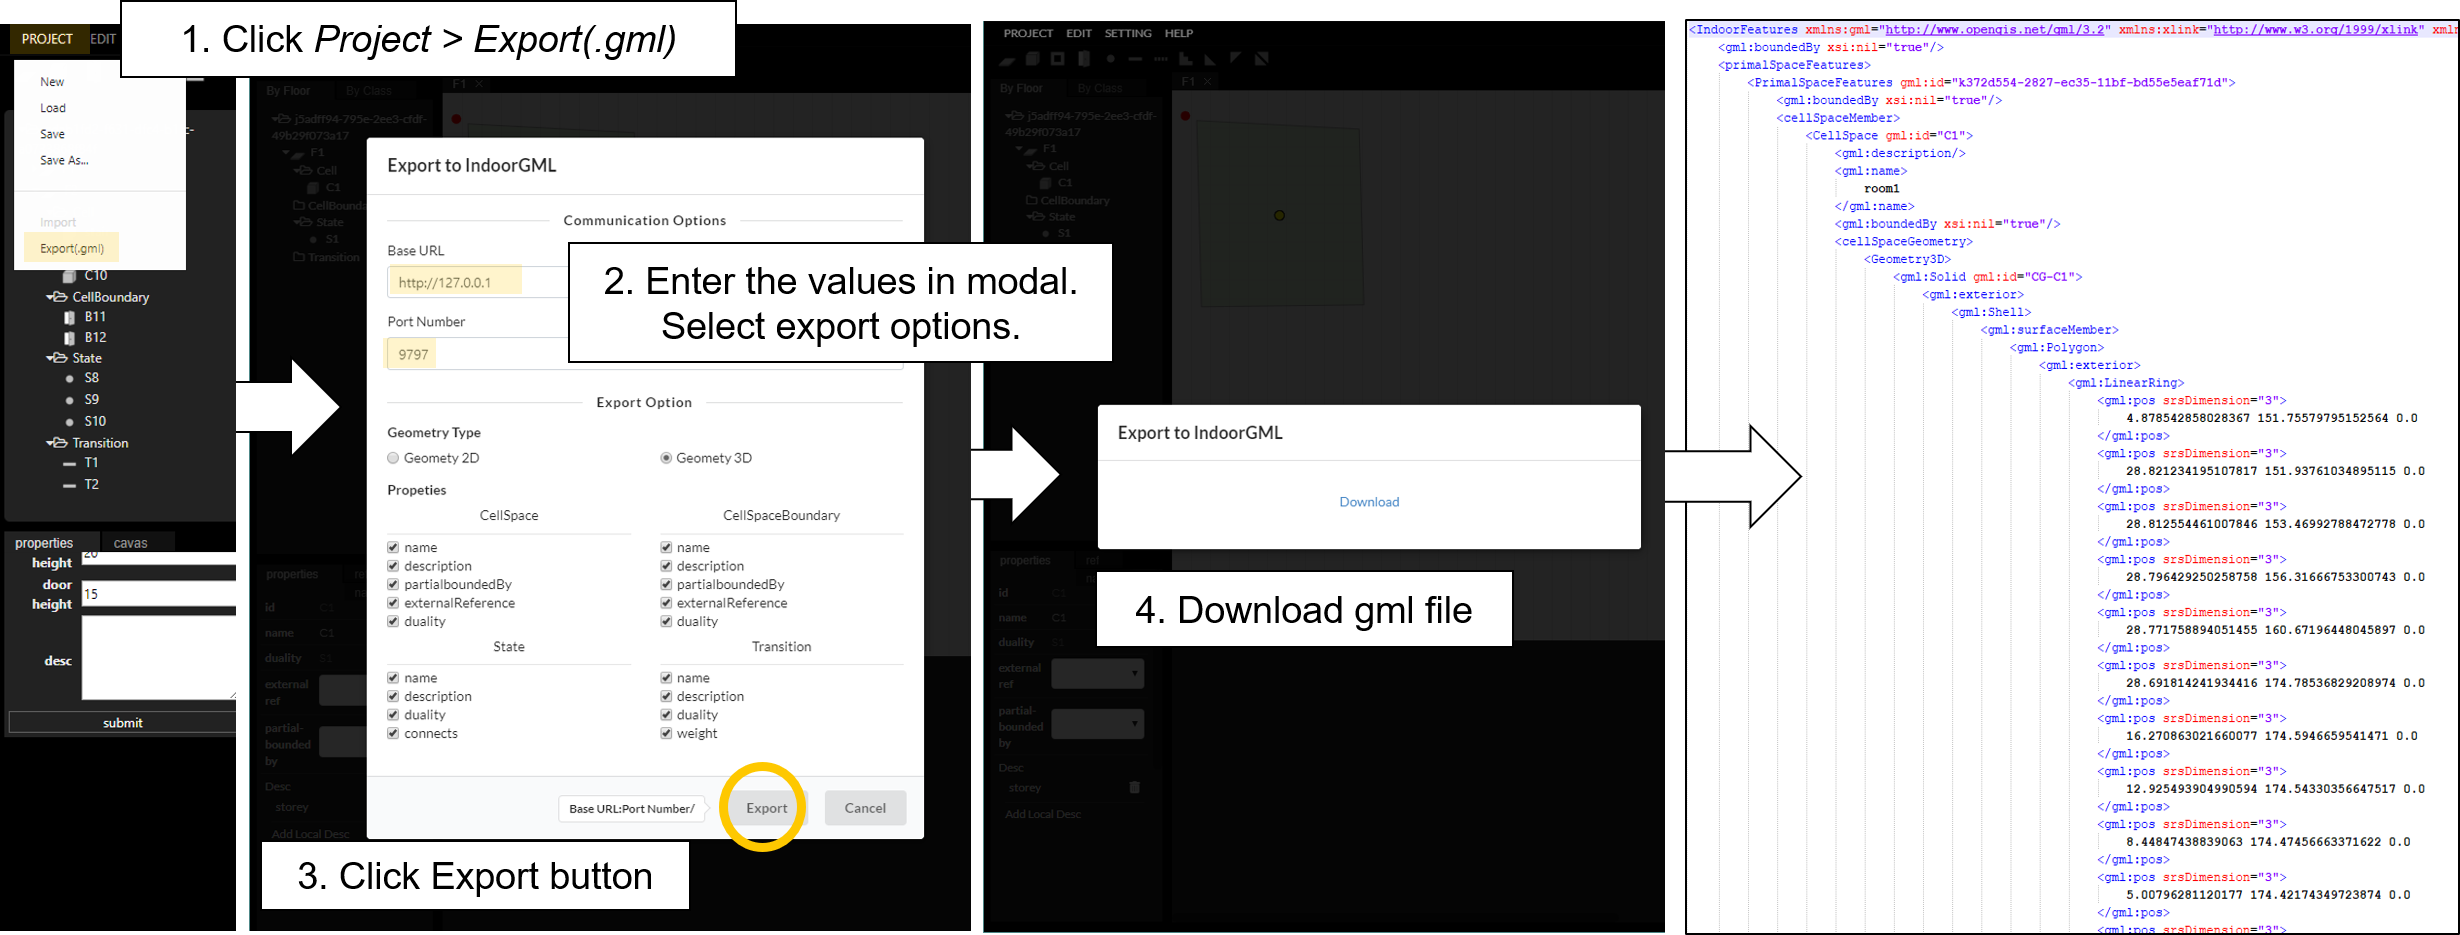 1. Click Project > Export(.gml)
PROJECT EDIT
New
Load
Save
Save As...
Import
Export(.gml)
C10
CellBoundary
B11
B12
State
S8
S9
S10
Transition
T1
T2
properties cavas
height 20
door height 15
desc
submit
F1
By Floor By Class
j5adff94-795e-2ee3-cfdf-
49b29f073a17
F1
Cell
C1
CellBounda
State
S1
Transition
properties
id C1
name C1
duality S1
external
ref
partial-
bounded
by
Desc
storey
Add Local Desc
Export to IndoorGML
Communication Options
Base URL
http://127.0.0.1
Port Number
9797
2. Enter the values in modal.
Select export options.
Export Option
Geometry Type
Geomety 2D Geomety 3D
Propeties
CellSpace CellSpaceBoundary
name name
description description
partialboundedBy partialboundedBy
externalReference externalReference
duality duality
State Transition
name name
description description
duality duality
connects weight
Base URL:Port Number/ Export Cancel
3. Click Export button
PROJECT EDIT SETTING HELP
F1
By Floor By Class
j5adff94-795e-2ee3-cfdf-
49b29f073a17
F1
Cell
C1
CellBoundary
State
S1
Export to IndoorGML
Download
4. Download gml file
properties ref
id C1
name C1
duality S1
external
ref
partial-
bounded
by
Desc
storey
Add Local Desc
<IndoorFeatures xmlns:gml="http://www.opengis.net/gml/3.2" xmlns:xlink="http://www.w3.org/1999/xlink" xmln
<gml:boundedBy xsi:nil="true"/>
<primalSpaceFeatures>
<PrimalSpaceFeatures gml:id="k372d554-2827-ec35-11bf-bd55e5eaf71d">
<gml:boundedBy xsi:nil="true"/>
<cellSpaceMember>
<CellSpace gml:id="C1">
<gml:description/>
<gml:name>
room1
</gml:name>
<gml:boundedBy xsi:nil="true"/>
<cellSpaceGeometry>
<Geometry3D>
<gml:Solid gml:id="CG-C1">
<gml:exterior>
<gml:Shell>
<gml:surfaceMember>
<gml:Polygon>
<gml:exterior>
<gml:LinearRing>
<gml:pos srsDimension="3">
4.878542858028367 151.75579795152564 0.0
</gml:pos>
<gml:pos srsDimension="3">
28.821234195107817 151.93761034895115 0.0
</gml:pos>
<gml:pos srsDimension="3">
28.812554461007846 153.46992788472778 0.0
</gml:pos>
<gml:pos srsDimension="3">
28.796429250258758 156.31666753300743 0.0
</gml:pos>
<gml:pos srsDimension="3">
28.771758894051455 160.67196448045897 0.0
</gml:pos>
<gml:pos srsDimension="3">
28.691814241934416 174.78536829208974 0.0
</gml:pos>
<gml:pos srsDimension="3">
16.270863021660077 174.5946659541471 0.0
</gml:pos>
<gml:pos srsDimension="3">
12.925493904990594 174.54330356647517 0.0
</gml:pos>
<gml:pos srsDimension="3">
8.44847438839063 174.47456663371622 0.0
</gml:pos>
<gml:pos srsDimension="3">
5.00796281120177 174.42174349723874 0.0
</gml:pos>
<gml:pos srsDimension="3">